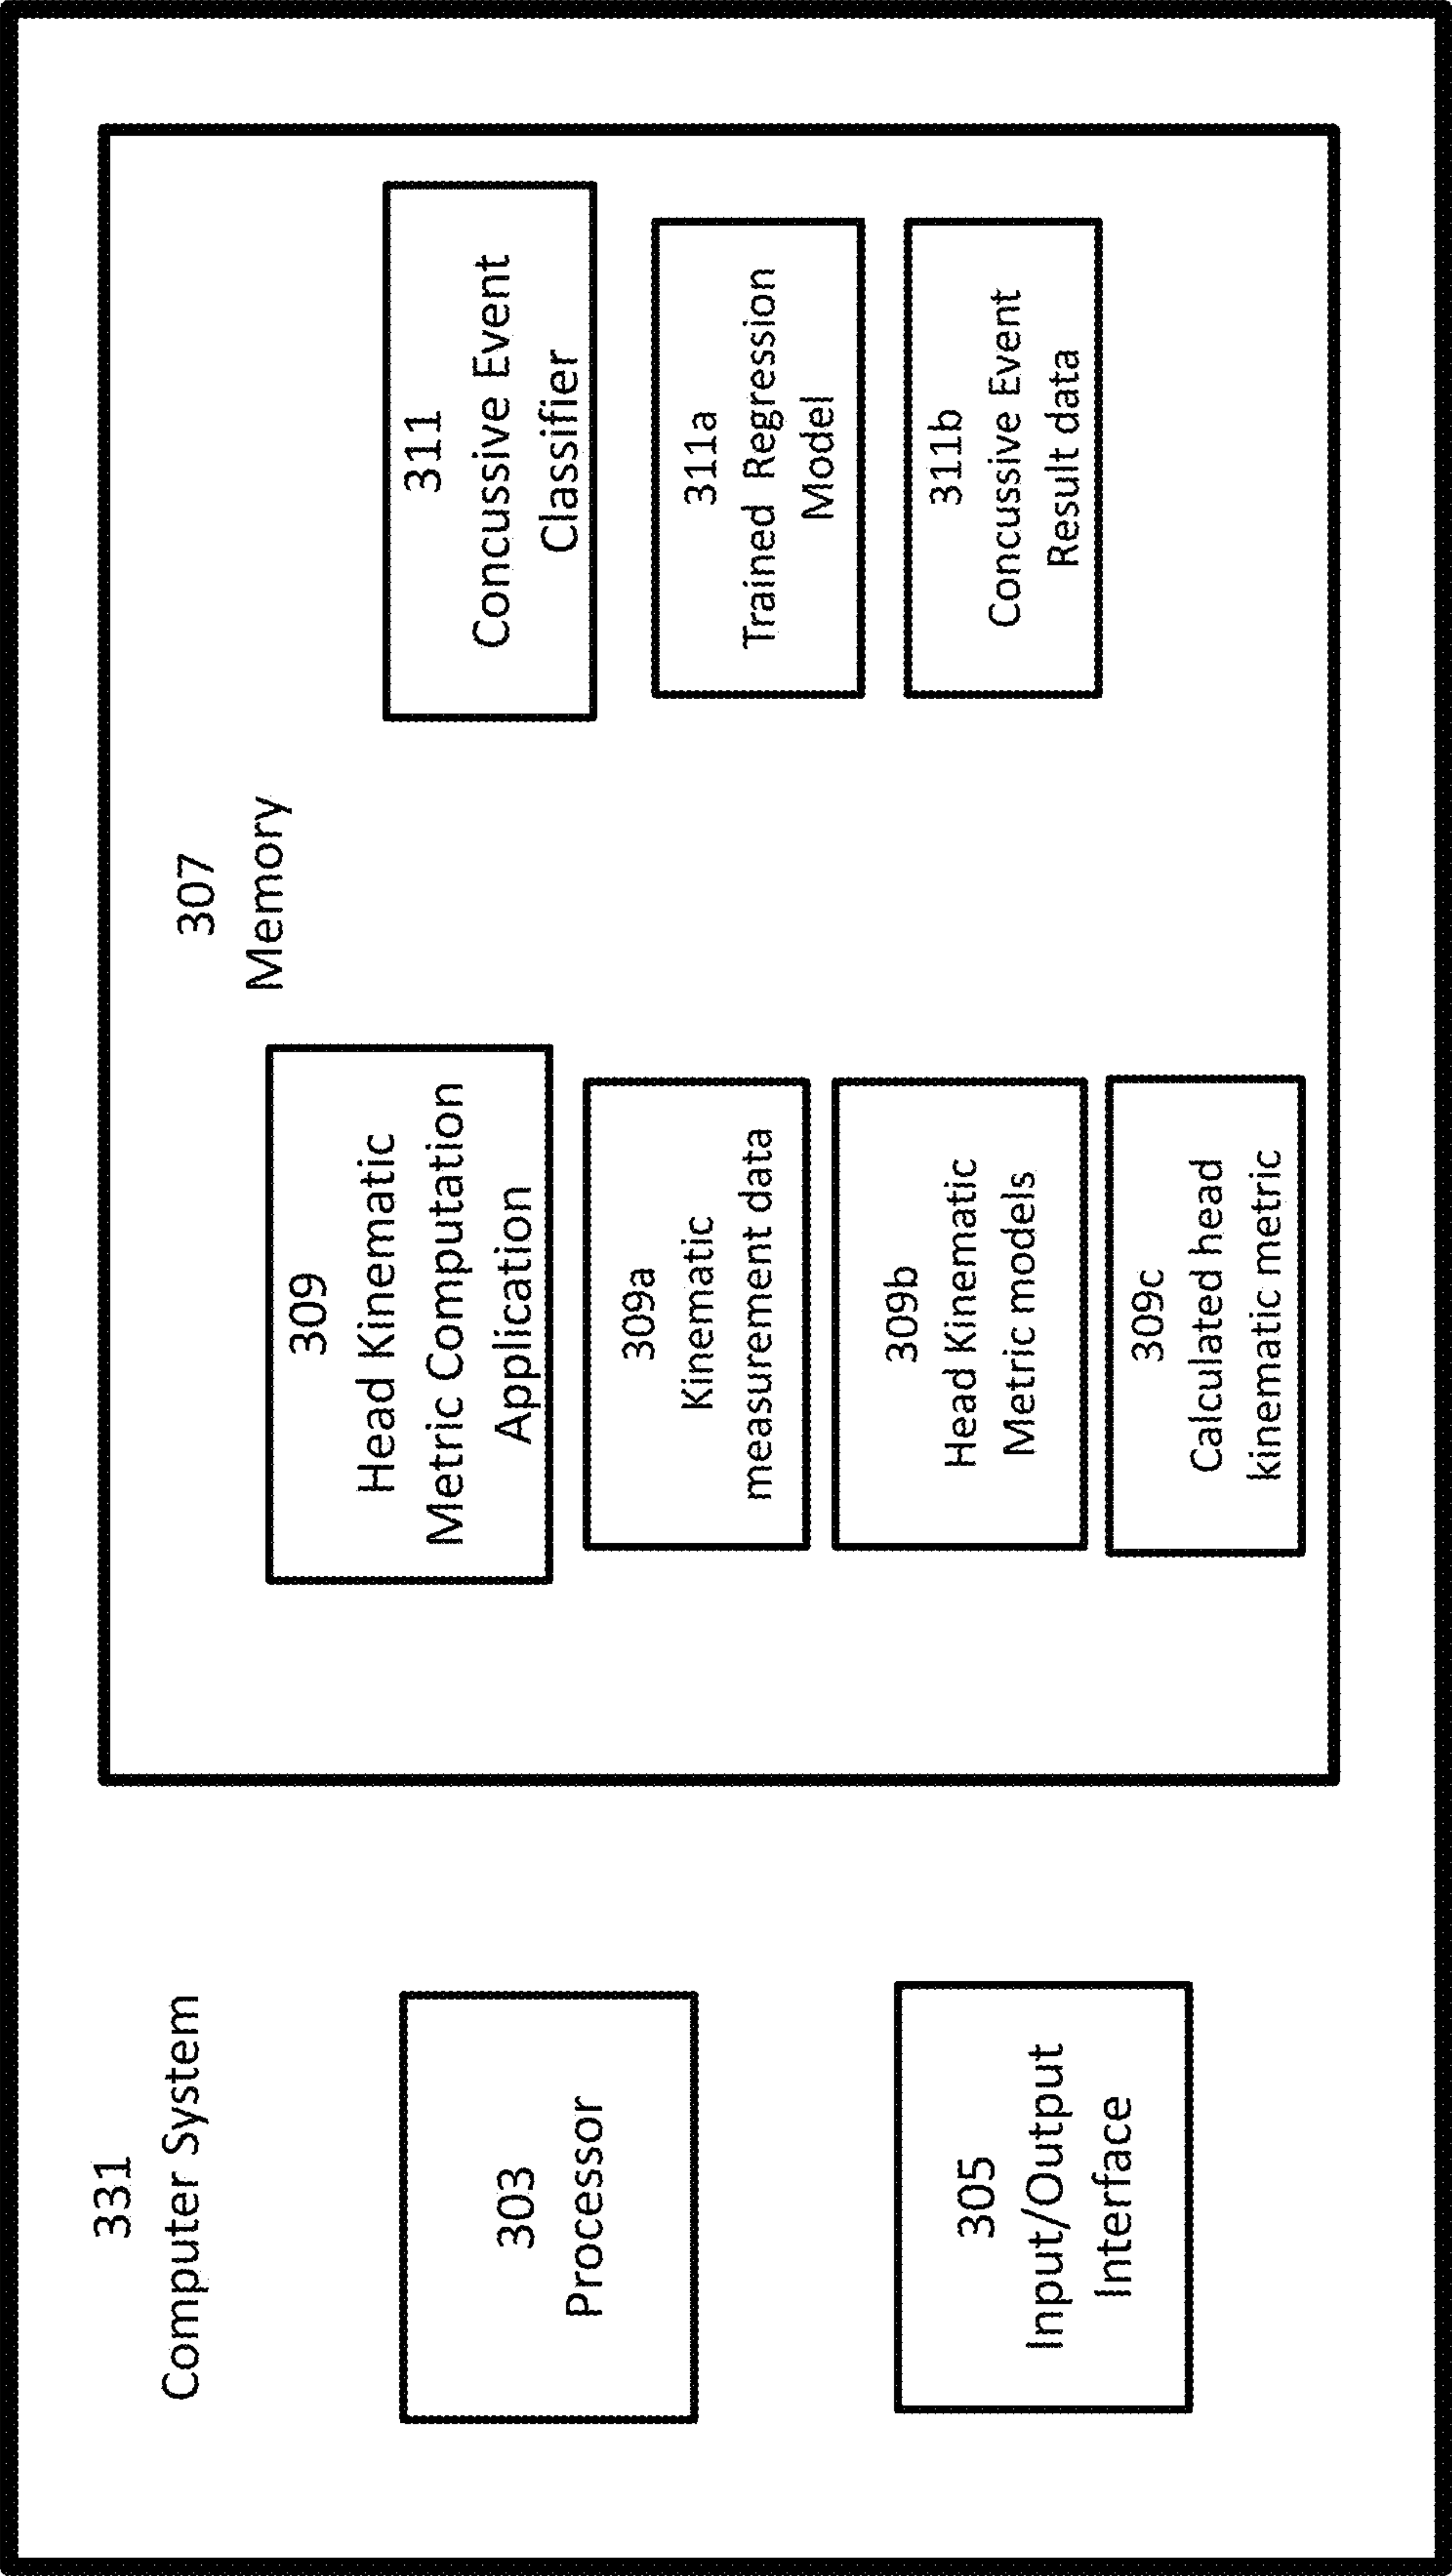 331
Computer System
303
Processor
305
Input/Output
Interface
307
Memory
309
Head Kinematic
Metric Computation
Application
309a
Kinematic
measurement data
309b
Head Kinematic
Metric models
309c
Calculated head
kinematic metric
311
Concussive Event
Classifier
311a
Trained Regression
Model
311b
Concussive Event
Result data